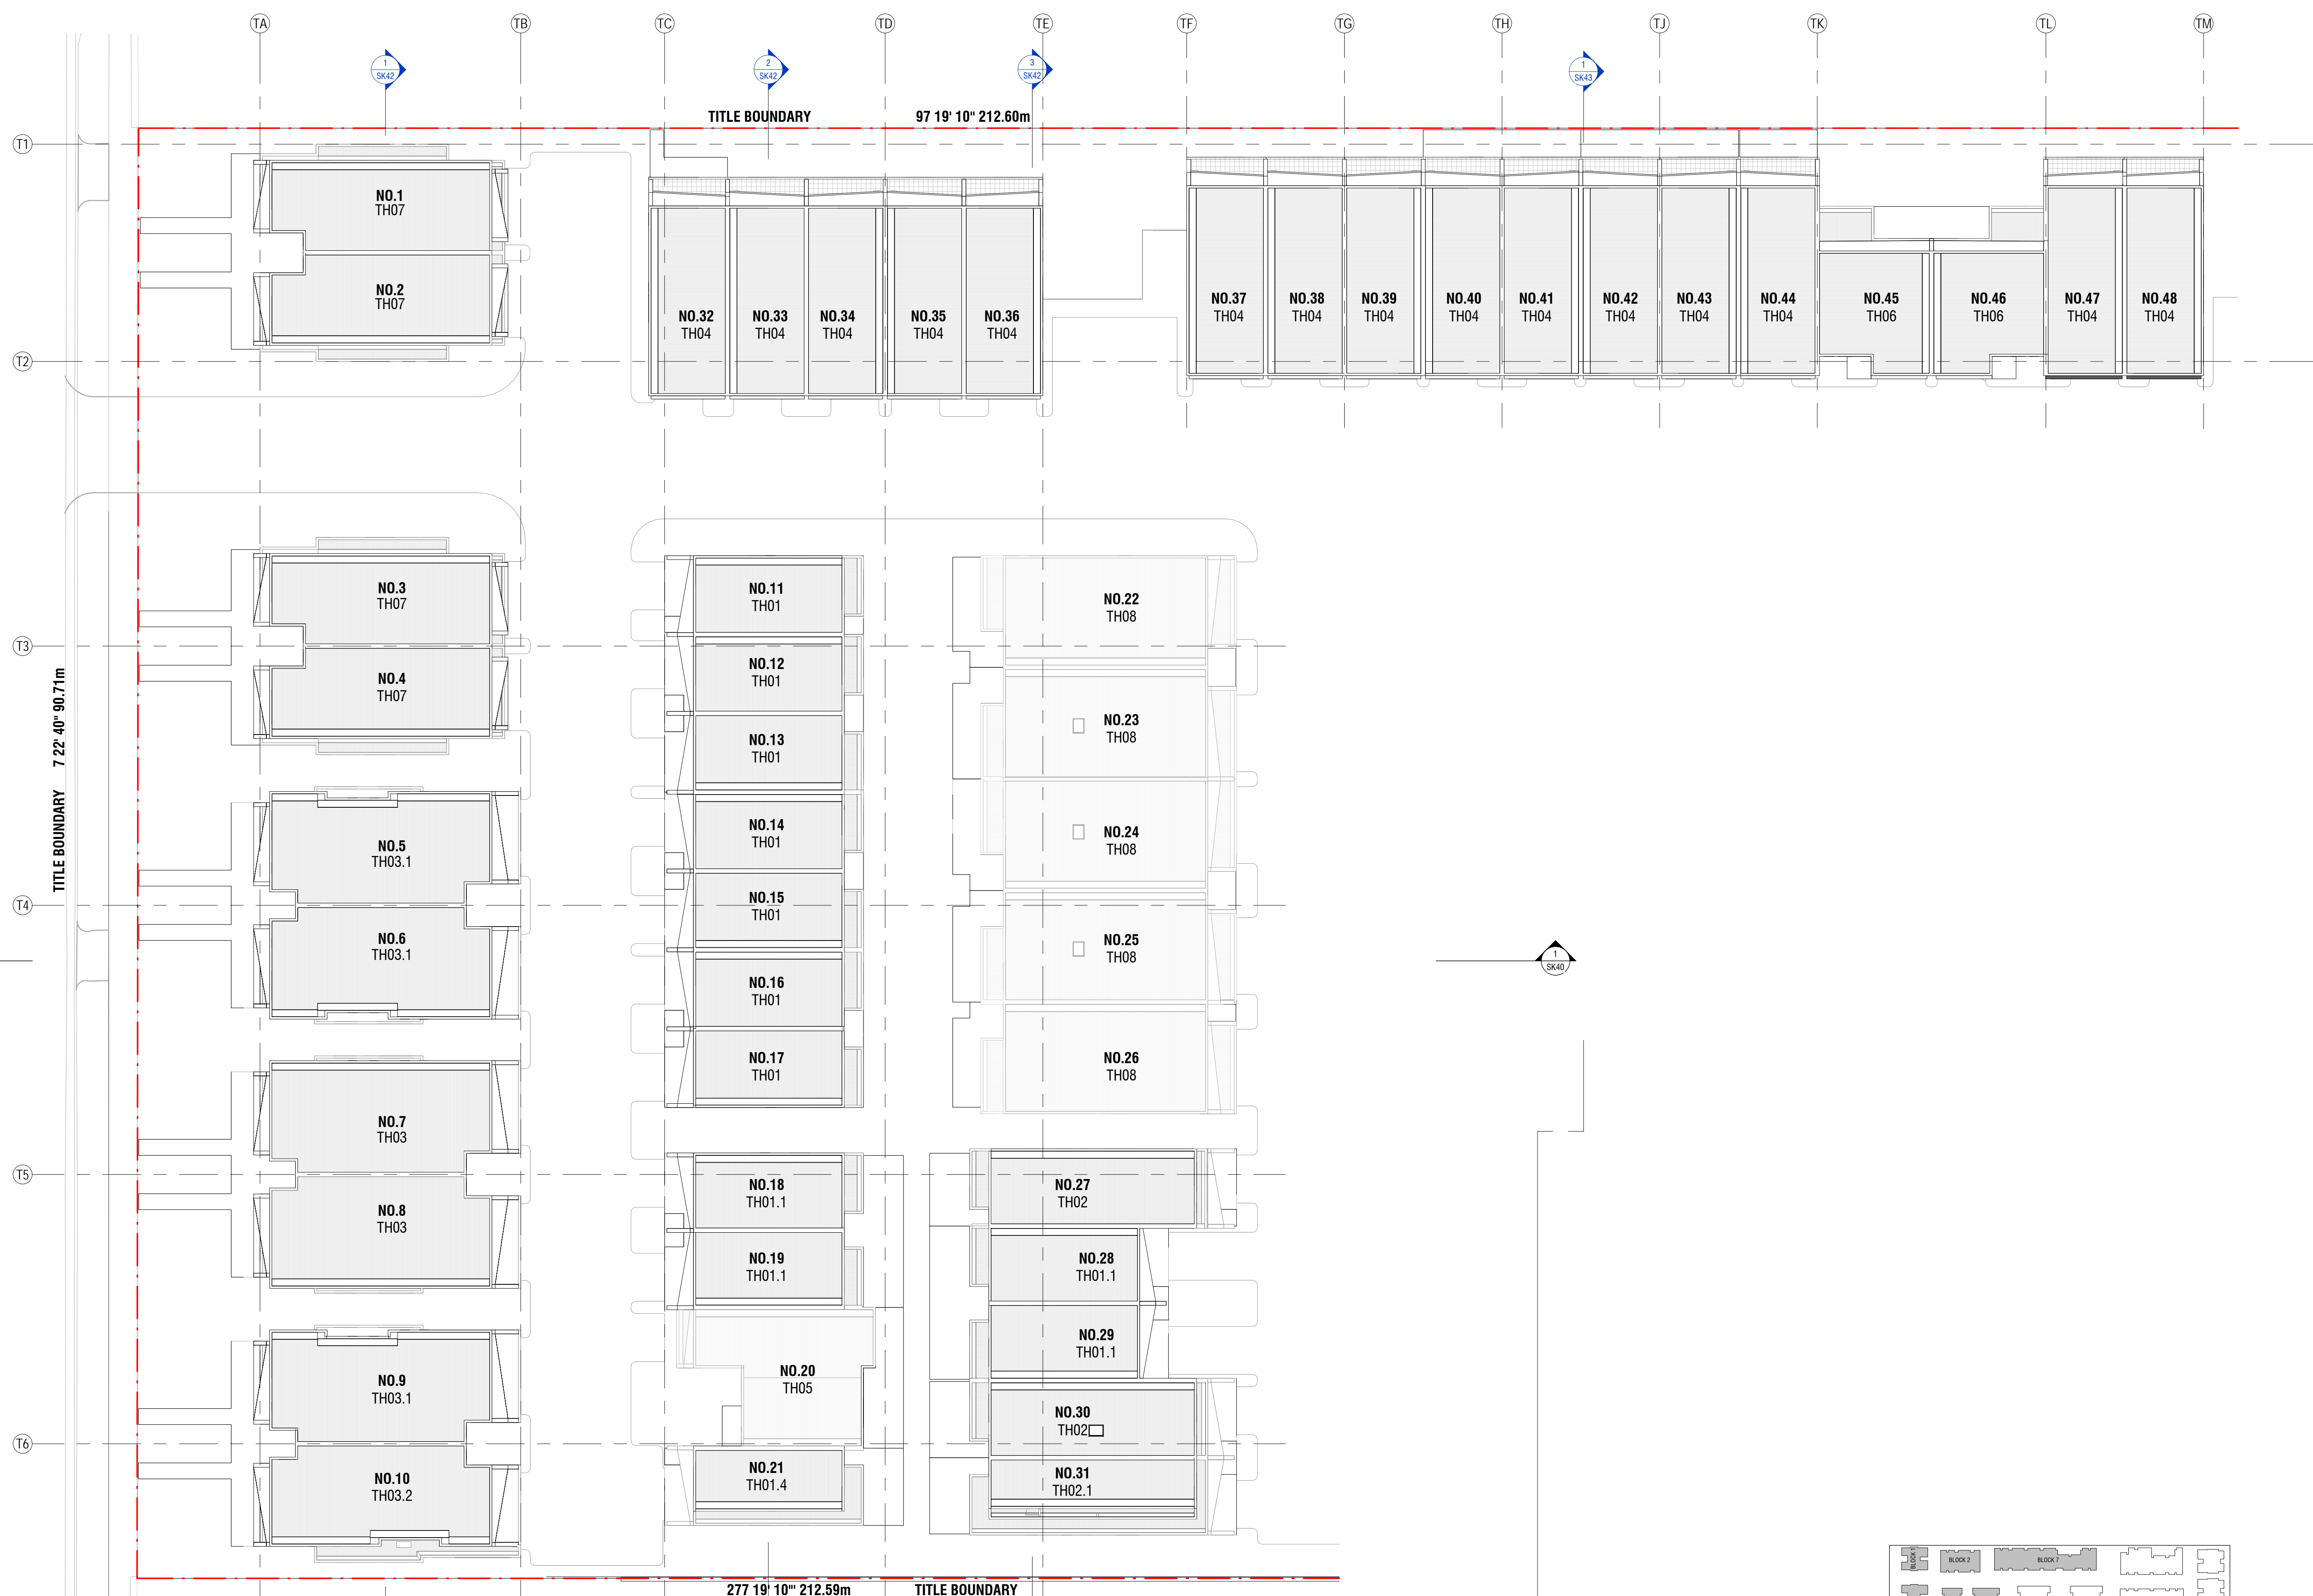 TA TB TC TD TE TF TG TH TJ TK TL TM
1
SK42
2
SK42
3
SK42
1
SK43
TITLE BOUNDARY 97 19' 10" 212.60m
T1
NO.1
TH07
NO.2
TH07
NO.32
TH04
NO.33
TH04
NO.34
TH04
NO.35
TH04
NO.36
TH04
NO.37
TH04
NO.38
TH04
NO.39
TH04
NO.40
TH04
NO.41
TH04
NO.42
TH04
NO.43
TH04
NO.44
TH04
NO.45
TH06
NO.46
TH06
NO.47
TH04
NO.48
TH04
T2
TITLE BOUNDARY 7 22' 40" 90.71m
T3
T4
T5
T6
NO.3
TH07
NO.4
TH07
NO.5
TH03.1
NO.6
TH03.1
NO.7
TH03
NO.8
TH03
NO.9
TH03.1
NO.10
TH03.2
NO.11
TH01
NO.12
TH01
NO.13
TH01
NO.14
TH01
NO.15
TH01
NO.16
TH01
NO.17
TH01
NO.18
TH01.1
NO.19
TH01.1
NO.20
TH05
NO.21
TH01.4
NO.22
TH08
NO.23
TH08
NO.24
TH08
NO.25
TH08
NO.26
TH08
NO.27
TH02
NO.28
TH01.1
NO.29
TH01.1
NO.30
TH02
NO.31
TH02.1
1
SK40
277 19' 10"' 212.59m TITLE BOUNDARY
BLOCK 1
BLOCK 2
BLOCK 7